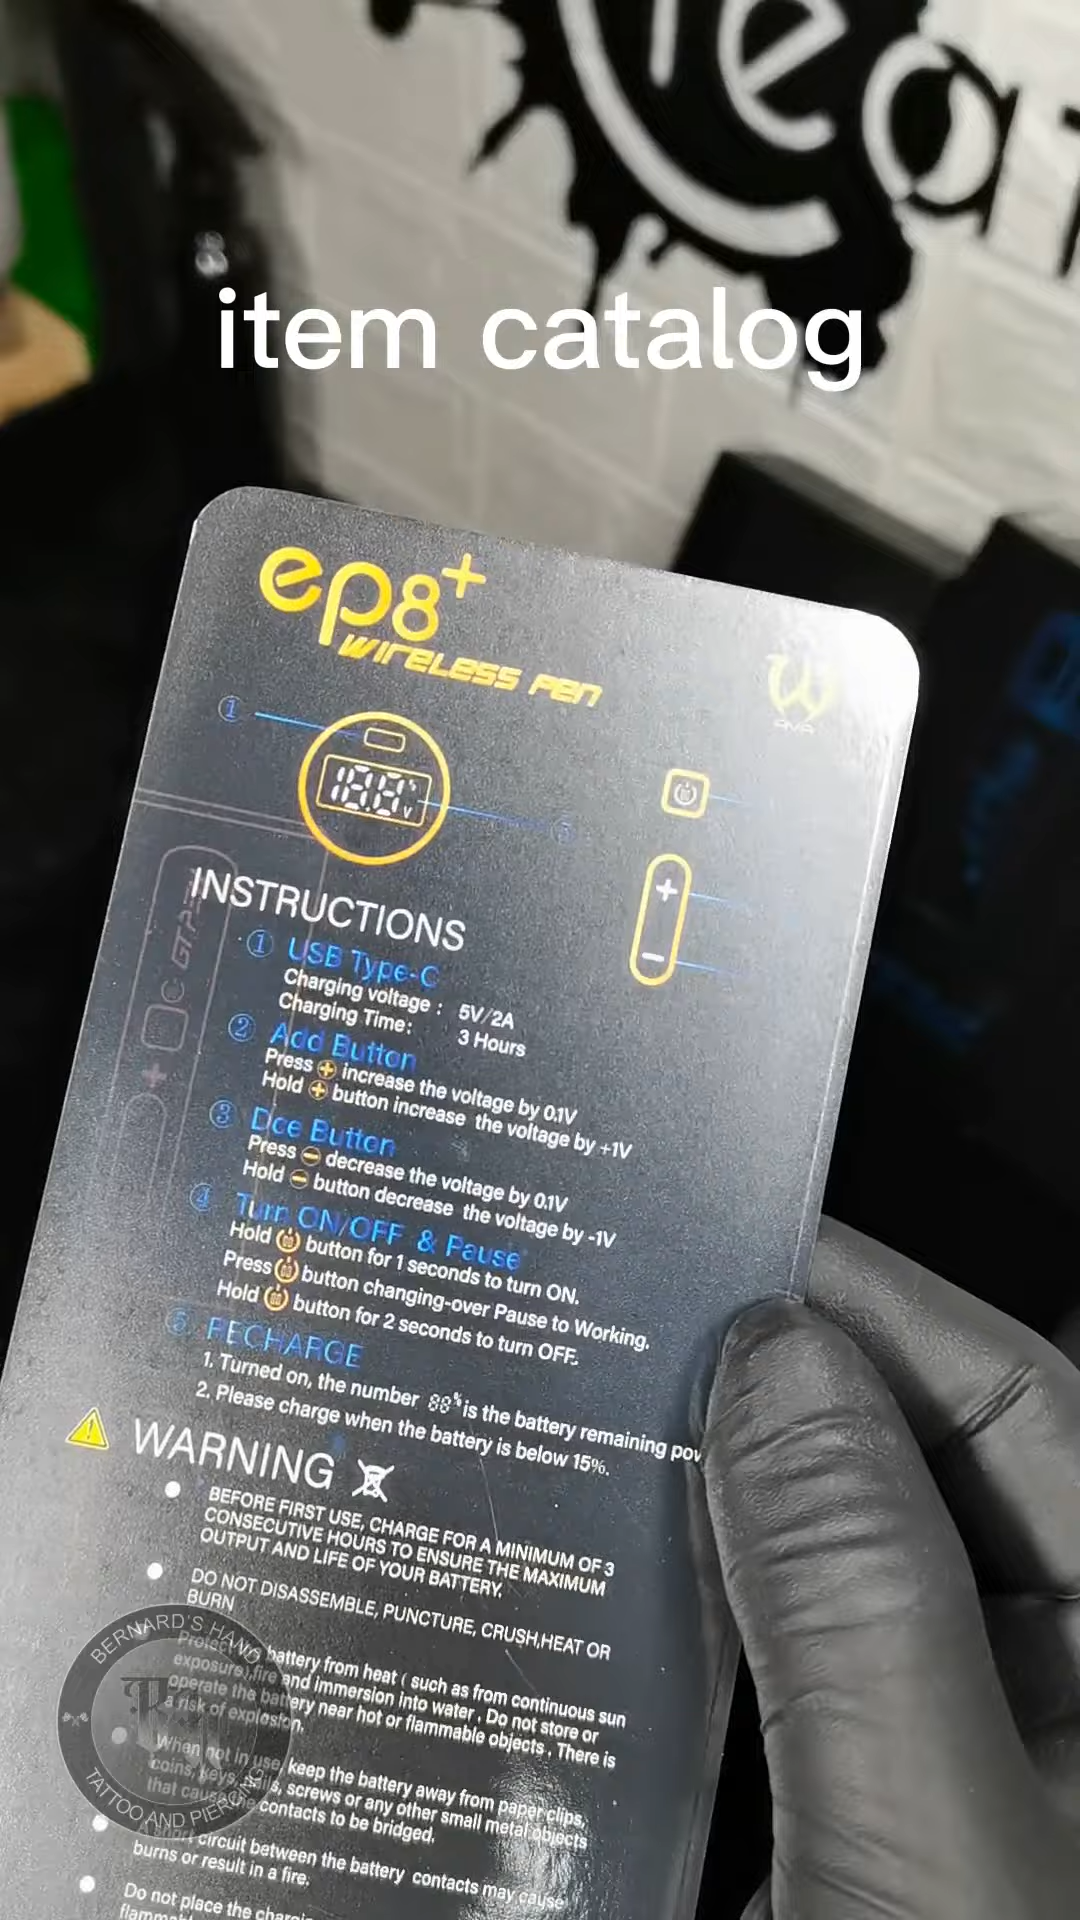 item catalog
ep8+
WIRELESS PEN
AVA
①
18.8 % V
INSTRUCTIONS
① USB Type-C
Charging voltage : 5V/2A
Charging Time: 3 Hours
② Add Button
Press + increase the voltage by 0.1V
Hold + button increase the voltage by +1V
③ Dce Button
Press - decrease the voltage by 0.1V
Hold - button decrease the voltage by -1V
④ Turn ON/OFF & Pause
Hold button for 1 seconds to turn ON.
Press button changing-over Pause to Working.
Hold button for 2 seconds to turn OFF.
⑤ RECHARGE
1. Turned on, the number 88% is the battery remaining pow
2. Please charge when the battery is below 15%.
WARNING
BEFORE FIRST USE, CHARGE FOR A MINIMUM OF 3
CONSECUTIVE HOURS TO ENSURE THE MAXIMUM
OUTPUT AND LIFE OF YOUR BATTERY.
DO NOT DISASSEMBLE, PUNCTURE, CRUSH,HEAT OR
BURN
Protect battery from heat ( such as from continuous sun
exposure),fire and immersion into water . Do not store or
operate the battery near hot or flammable objects . There is
a risk of explosion.
When not in use, keep the battery away from paper clips,
coins, keys, screws or any other small metal objects
that cause the contacts to be bridged.
circuit between the battery contacts may cause
burns or result in a fire.
Do not place the
BERNARD'S HAND
TATTOO AND PIERCING